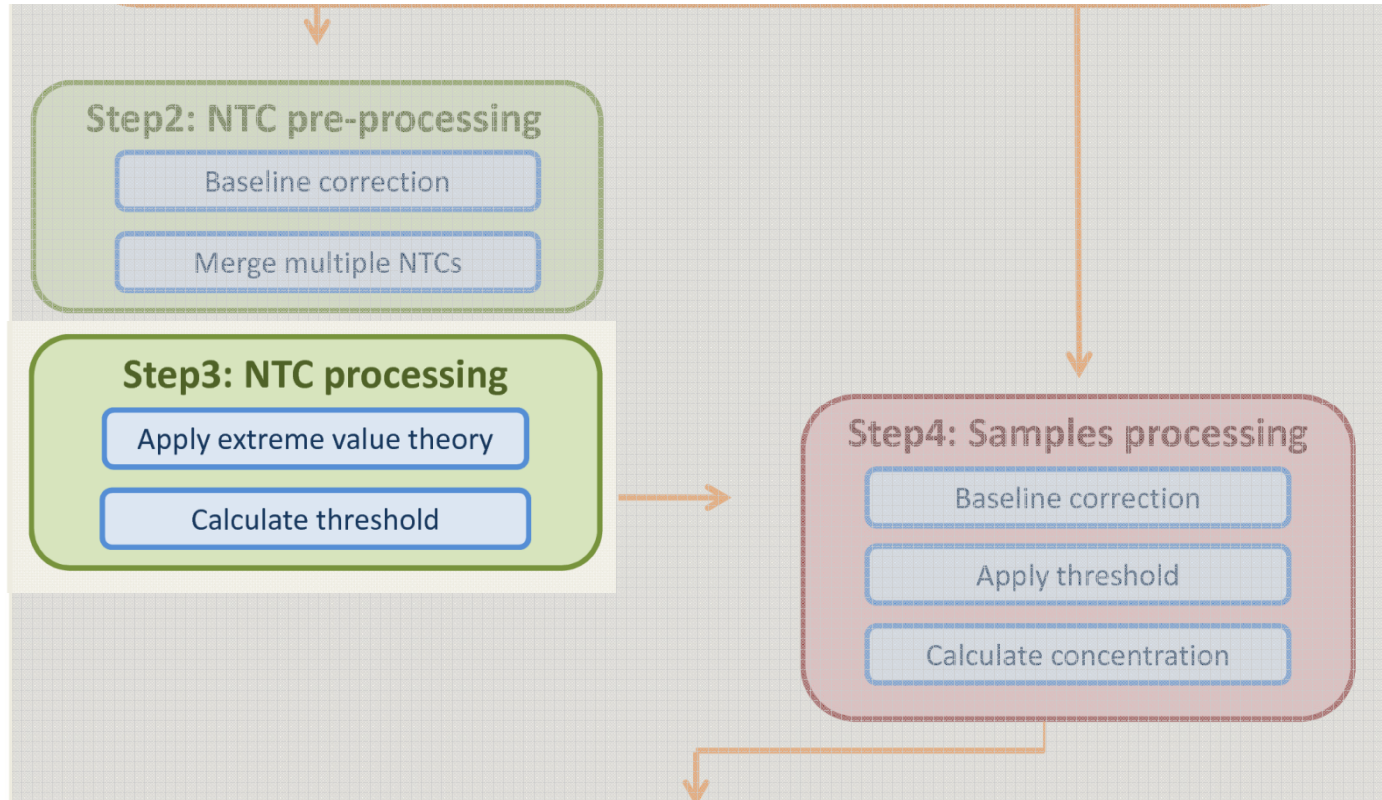 Step2: NTC pre-processing
Baseline correction
Merge multiple NTCs
Step3: NTC processing
Apply extreme value theory
Calculate threshold
Step4: Samples processing
Baseline correction
Apply threshold
Calculate concentration